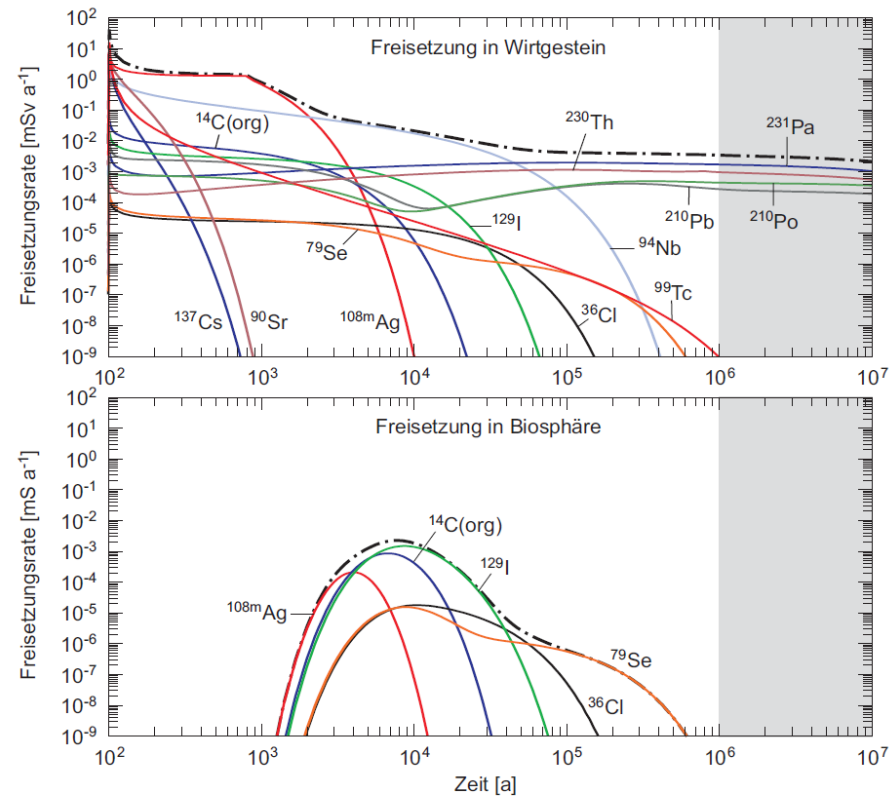 Freisetzung in Wirtgestein
Freisetzungsrate [mSv a⁻¹]
10²
10¹
10⁰
10⁻¹
10⁻²
10⁻³
10⁻⁴
10⁻⁵
10⁻⁶
10⁻⁷
10⁻⁸
10⁻⁹
¹⁴C(org)
²³⁰Th
²³¹Pa
¹²⁹I
²¹⁰Pb
²¹⁰Po
⁷⁹Se
⁹⁴Nb
⁹⁹Tc
¹³⁷Cs
⁹⁰Sr
¹⁰⁸ᵐAg
³⁶Cl
10² 10³ 10⁴ 10⁵ 10⁶ 10⁷
Freisetzung in Biosphäre
Freisetzungsrate [mS a⁻¹]
10²
10¹
10⁰
10⁻¹
10⁻²
10⁻³
10⁻⁴
10⁻⁵
10⁻⁶
10⁻⁷
10⁻⁸
10⁻⁹
¹⁴C(org)
¹²⁹I
¹⁰⁸ᵐAg
⁷⁹Se
³⁶Cl
10² 10³ 10⁴ 10⁵ 10⁶ 10⁷
Zeit [a]